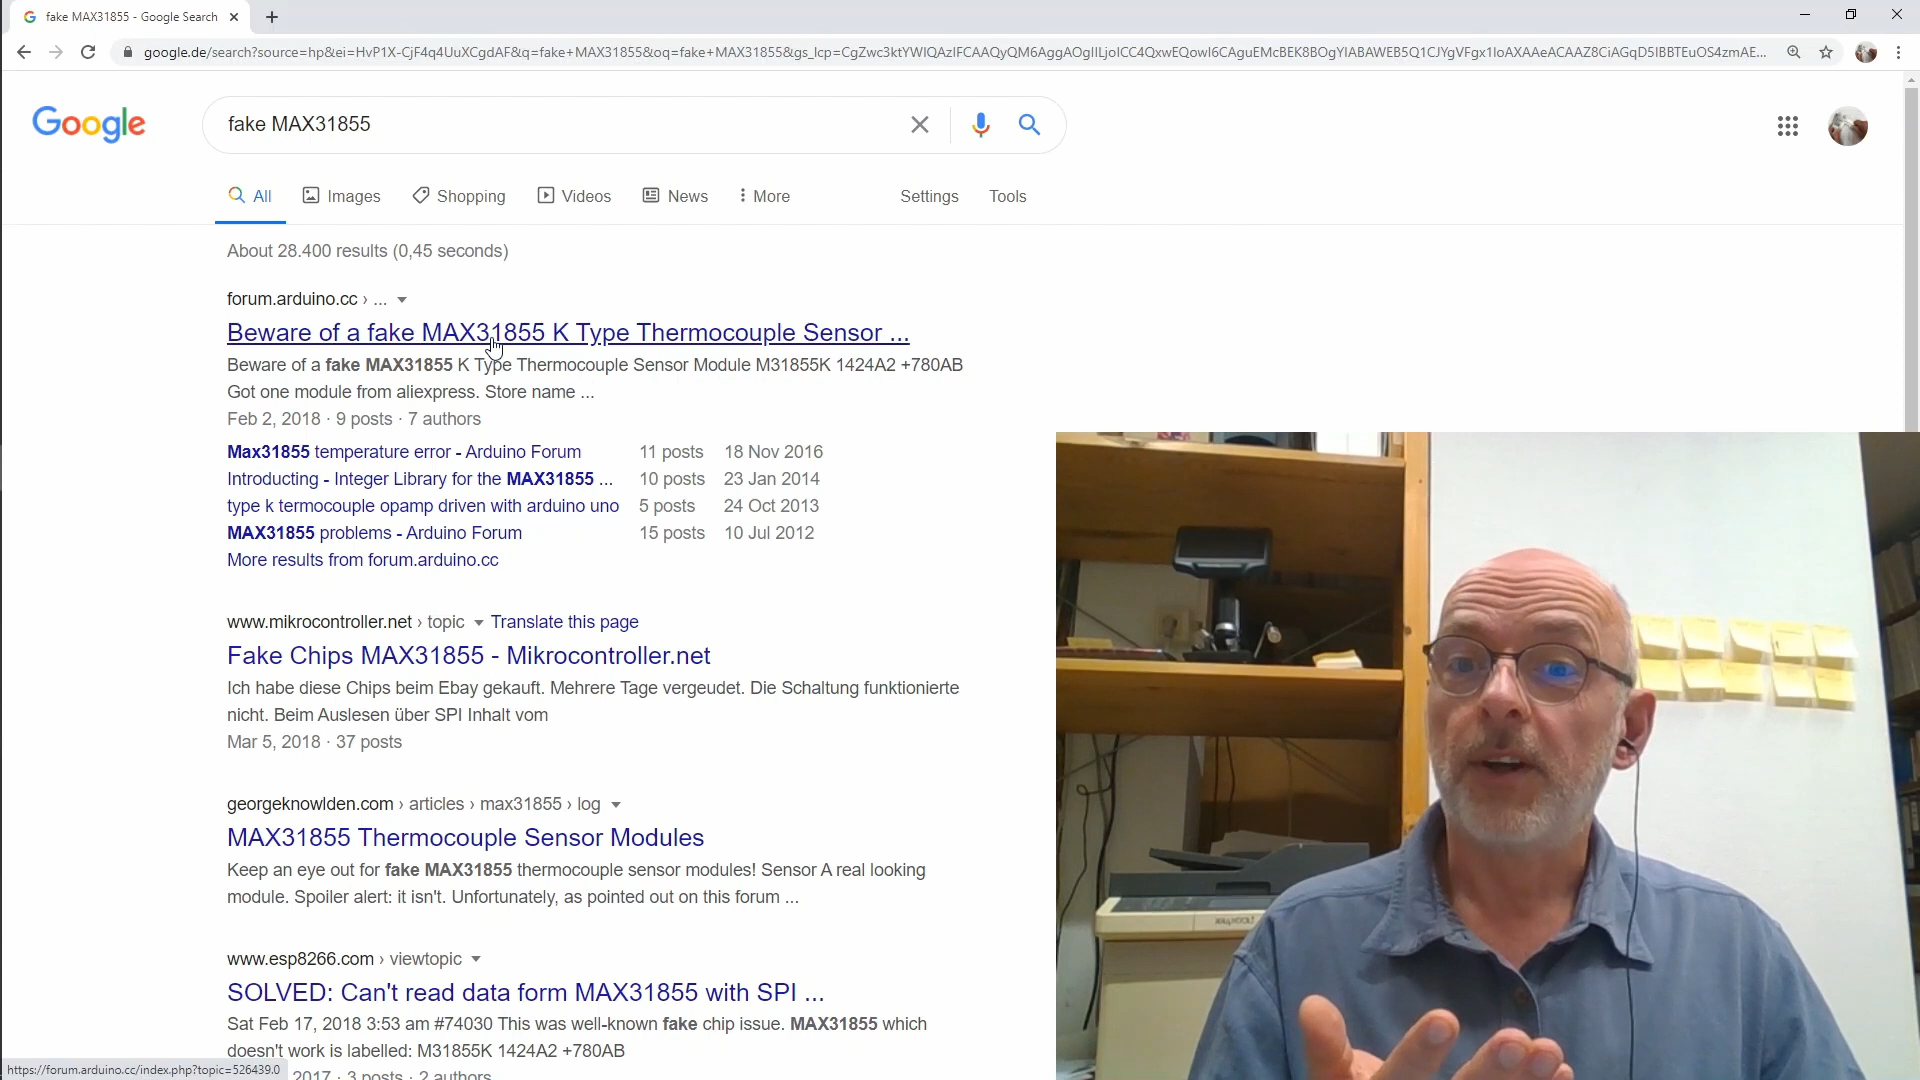 fake MAX31855 - Google Search
google.de/search?source=hp&ei=HvP1X-CjF4q4UuXCgdAF&q=fake+MAX31855&oq=fake+MAX31855&gs_lcp=
Google
fake MAX31855
All Images Shopping Videos News More Settings Tools
About 28.400 results (0,45 seconds)
forum.arduino.cc › ...
Beware of a fake MAX31855 K Type Thermocouple Sensor ...
Beware of a fake MAX31855 K Type Thermocouple Sensor Module M31855K 1424A2 +780AB
Got one module from aliexpress. Store name ...
Feb 2, 2018 · 9 posts · 7 authors
Max31855 temperature error - Arduino Forum 11 posts 18 Nov 2016
Introducting - Integer Library for the MAX31855 ... 10 posts 23 Jan 2014
type k termocouple opamp driven with arduino uno 5 posts 24 Oct 2013
MAX31855 problems - Arduino Forum 15 posts 10 Jul 2012
More results from forum.arduino.cc
www.mikrocontroller.net › topic Translate this page
Fake Chips MAX31855 - Mikrocontroller.net
Ich habe diese Chips beim Ebay gekauft. Mehrere Tage vergeudet. Die Schaltung funktionierte
nicht. Beim Auslesen über SPI Inhalt vom
Mar 5, 2018 · 37 posts
georgeknowlden.com › articles › max31855 › log
MAX31855 Thermocouple Sensor Modules
Keep an eye out for fake MAX31855 thermocouple sensor modules! Sensor A real looking
module. Spoiler alert: it isn't. Unfortunately, as pointed out on this forum ...
www.esp8266.com › viewtopic
SOLVED: Can't read data form MAX31855 with SPI ...
Sat Feb 17, 2018 3:53 am #74030 This was well-known fake chip issue. MAX31855 which
doesn't work is labelled: M31855K 1424A2 +780AB
2017 · 3 posts · 2 authors
https://forum.arduino.cc/index.php?topic=526439.0